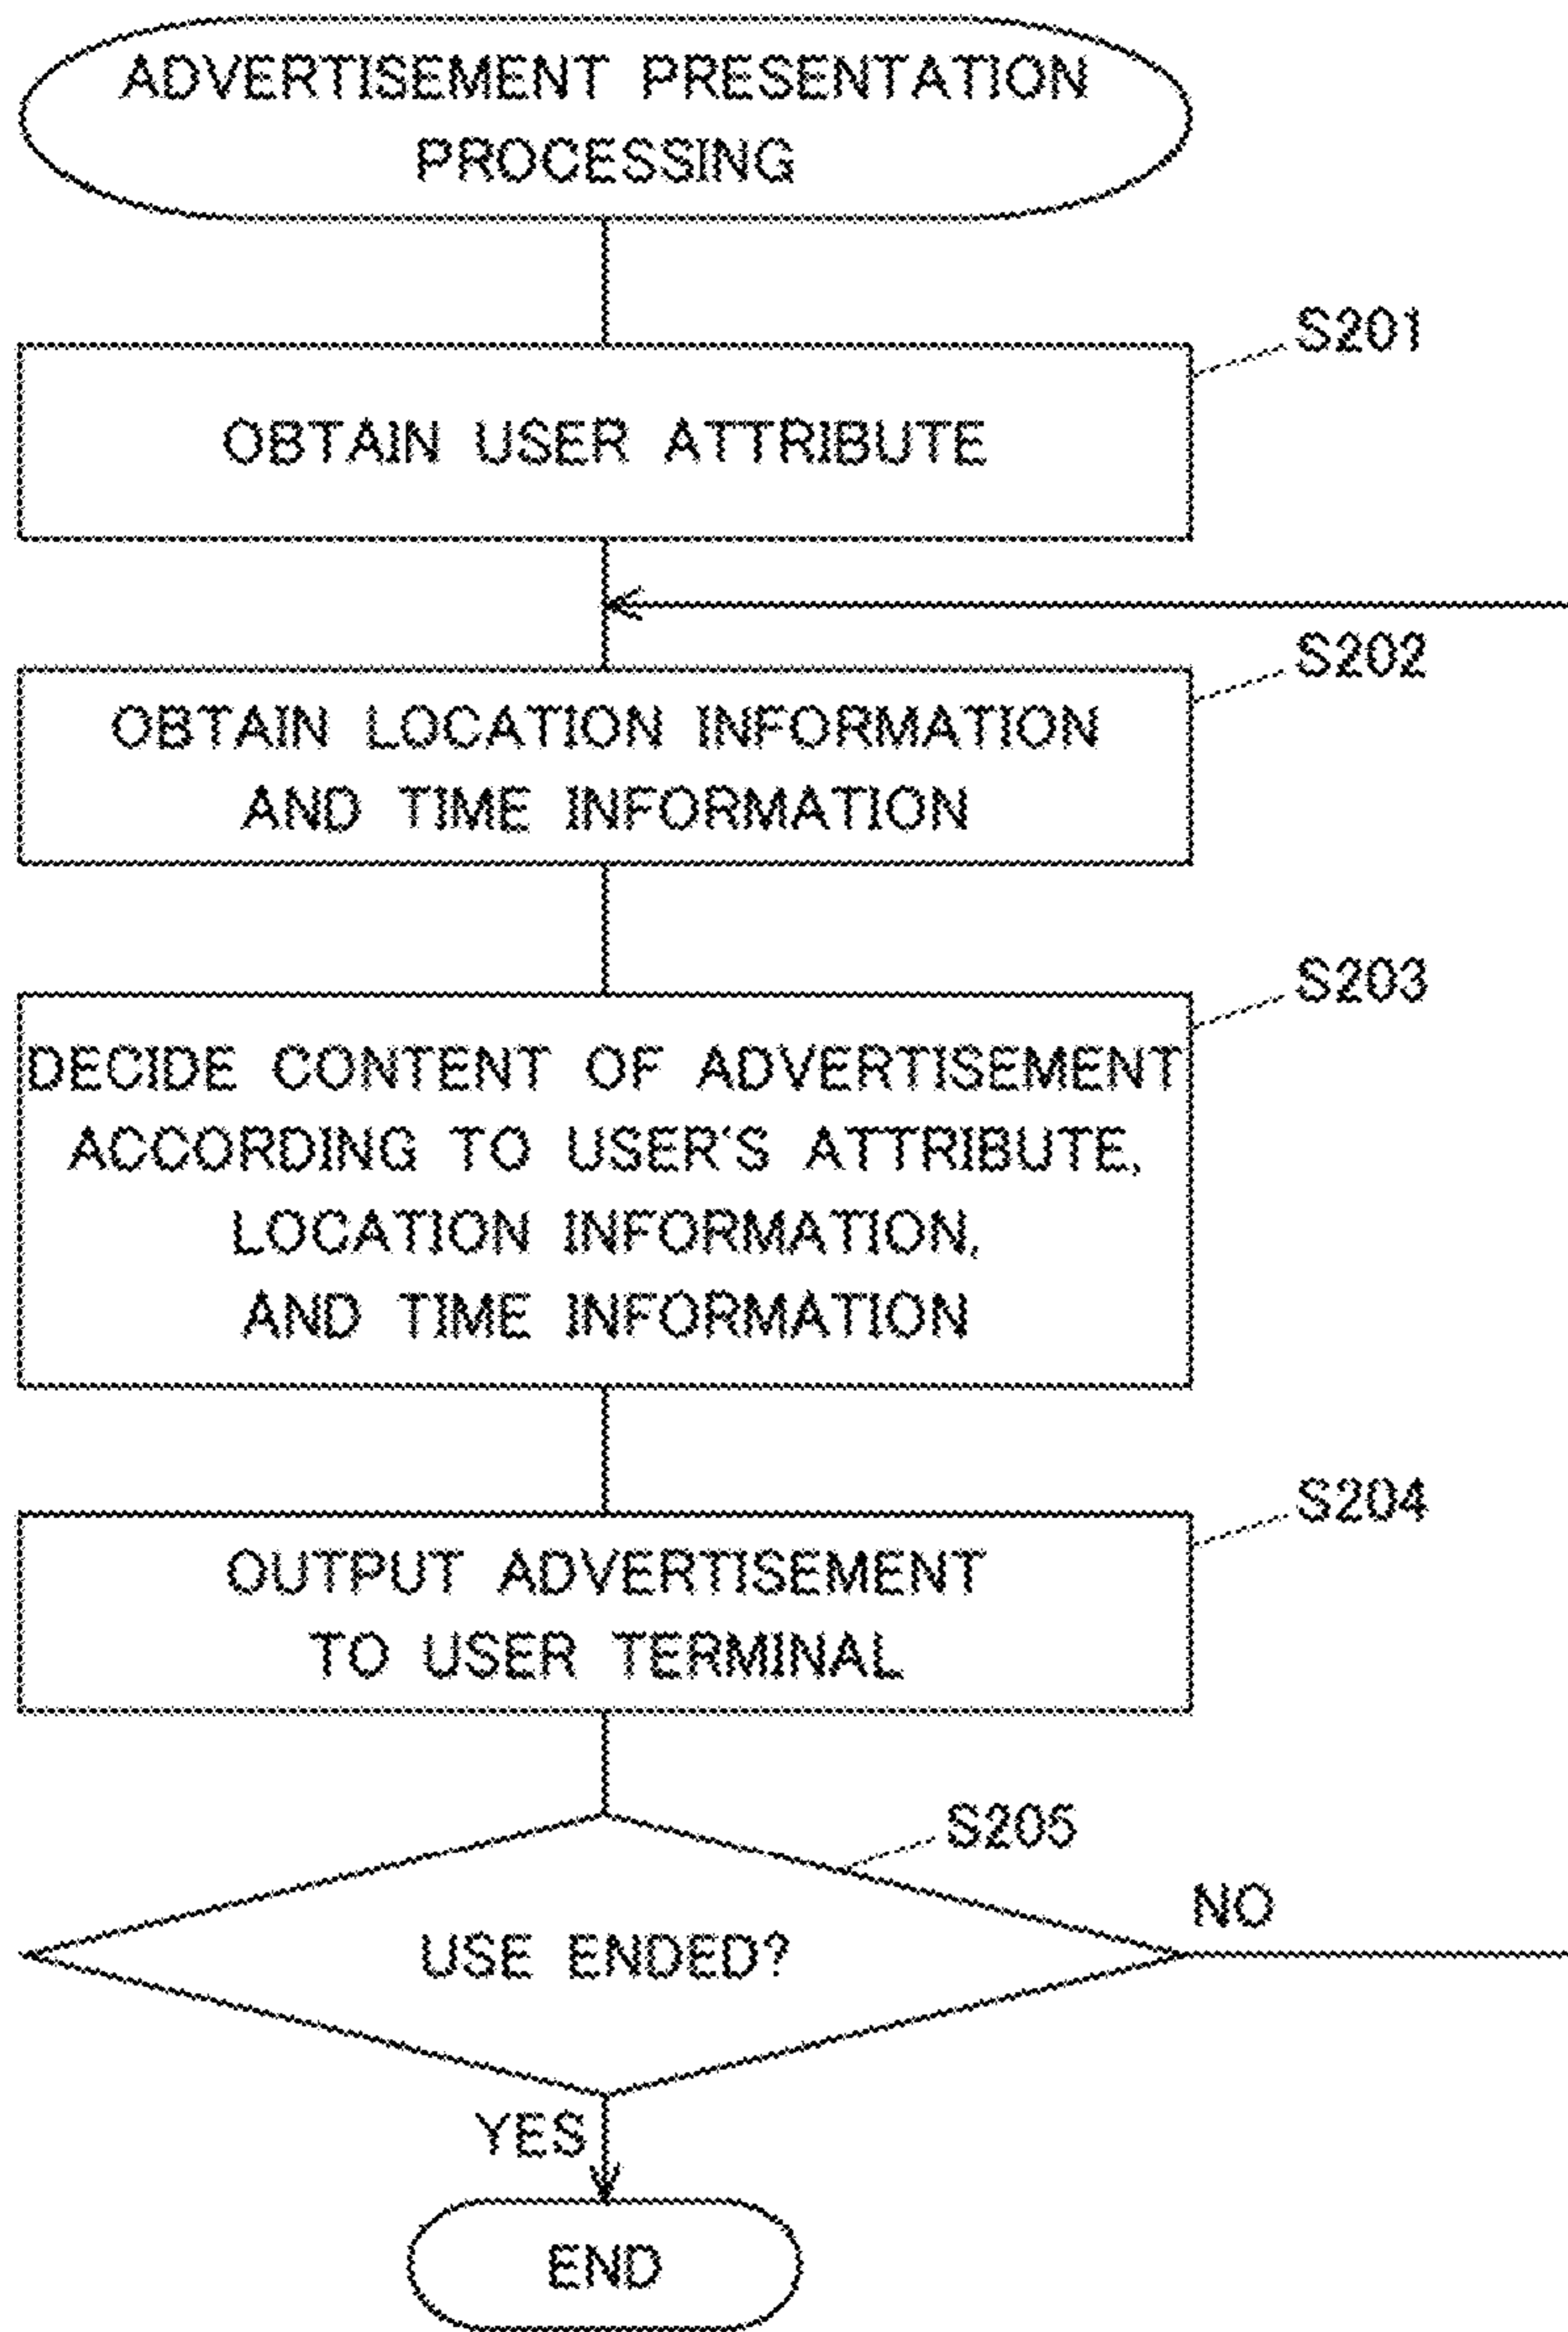 ADVERTISEMENT PRESENTATION
PROCESSING
S201
OBTAIN USER ATTRIBUTE
S202
OBTAIN LOCATION INFORMATION
AND TIME INFORMATION
S203
DECIDE CONTENT OF ADVERTISEMENT
ACCORDING TO USER'S ATTRIBUTE,
LOCATION INFORMATION,
AND TIME INFORMATION
S204
OUTPUT ADVERTISEMENT
TO USER TERMINAL
S205
NO
USE ENDED?
YES
END